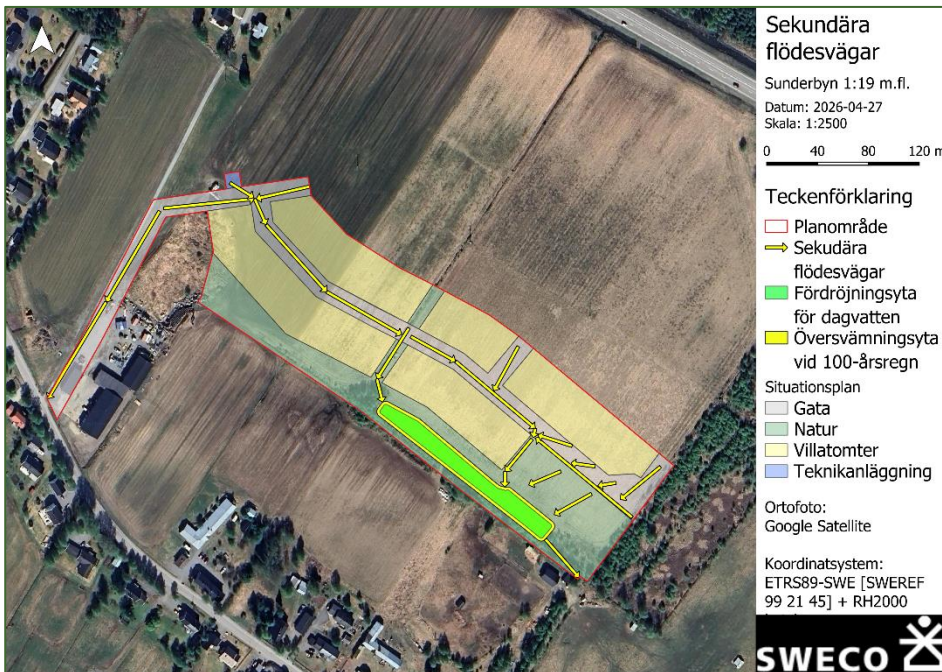 Sekundära
flödesvägar
Sunderbyn 1:19 m.fl.
Datum: 2026-04-27
Skala: 1:2500
0 40 80 120 m
Teckenförklaring
Planområde
Sekudära
flödesvägar
Fördröjningsyta
för dagvatten
Översvämningsyta
vid 100-årsregn
Situationsplan
Gata
Natur
Villatomter
Teknikanläggning
Ortofoto:
Google Satellite
Koordinatsystem:
ETRS89-SWE [SWEREF
99 21 45] + RH2000
SWECO